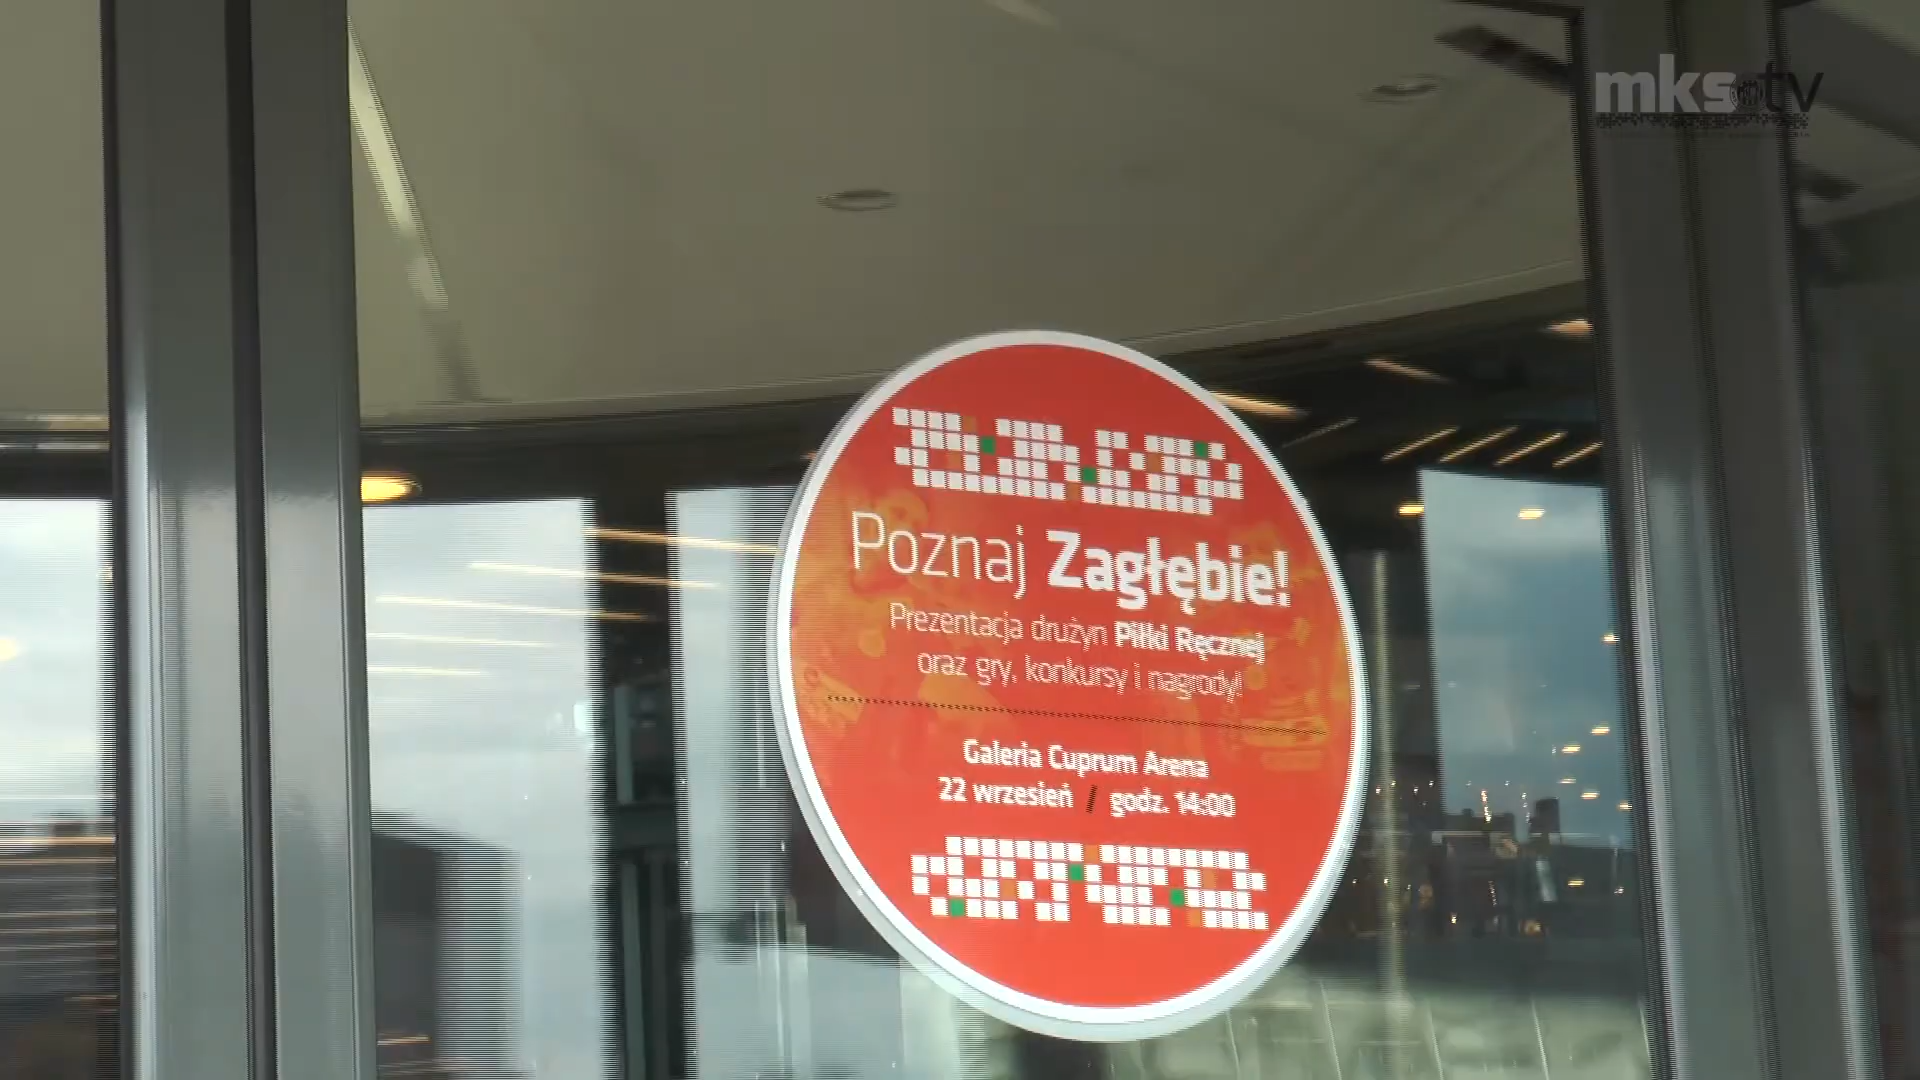 mks tv
Poznaj Zagłębie!
Prezentacja drużyn Piłki Ręcznej
oraz gry, konkursy i nagrody!
Galeria Cuprum Arena
22 wrzesień / godz. 14:00